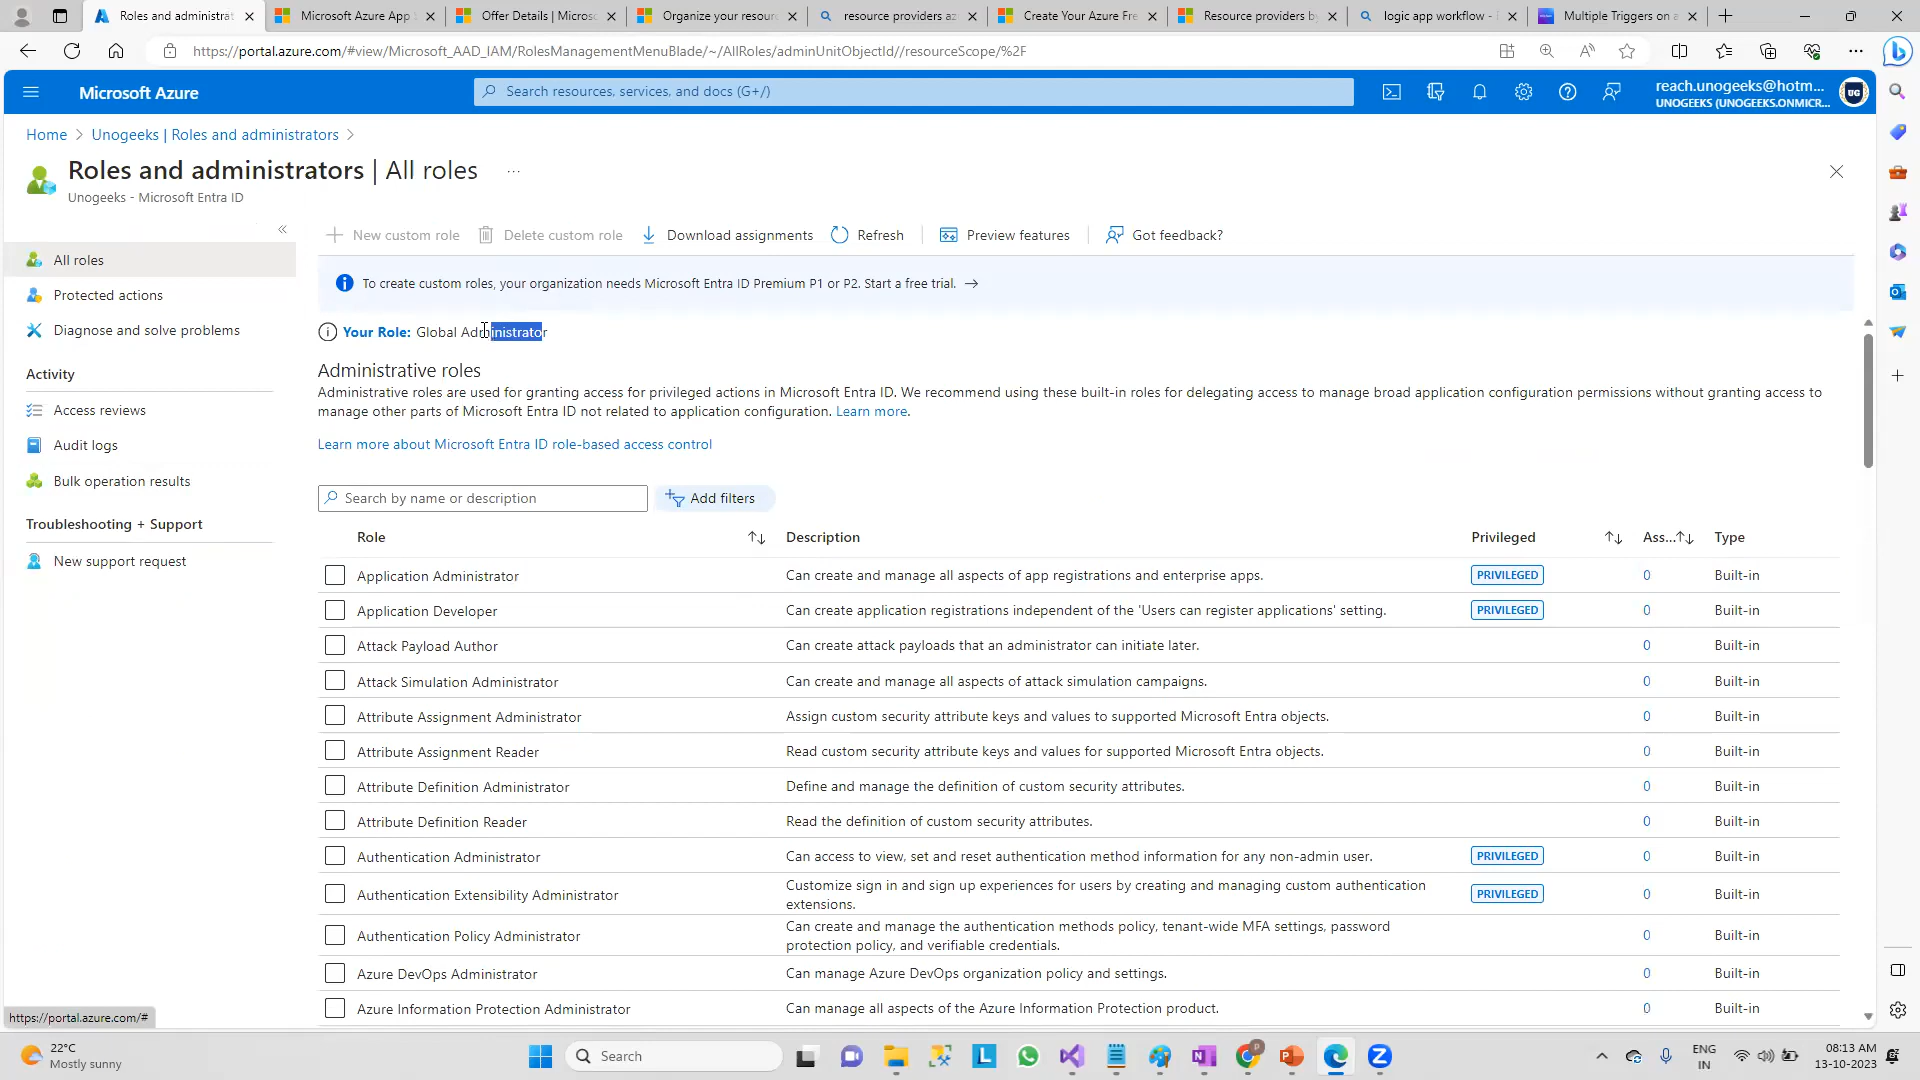 Roles and administrat
Microsoft Azure App
Offer Details | Microso
Organize your resour
resource providers az
Create Your Azure Fre
Resource providers by
logic app workflow -
Multiple Triggers on a
https://portal.azure.com/#view/Microsoft_AAD_IAM/RolesManagementMenuBlade/~/AllRoles/adminUnitObjectId//resourceScope/%2F
Microsoft Azure
Search resources, services, and docs (G+/)
reach.unogeeks@hotm...
UNOGEEKS (UNOGEEKS.ONMICR...
UG
Home > Unogeeks | Roles and administrators >
Roles and administrators | All roles ...
Unogeeks - Microsoft Entra ID
New custom role
Delete custom role
Download assignments
Refresh
Preview features
Got feedback?
All roles
Protected actions
Diagnose and solve problems
Activity
Access reviews
Audit logs
Bulk operation results
Troubleshooting + Support
New support request
To create custom roles, your organization needs Microsoft Entra ID Premium P1 or P2. Start a free trial. →
Your Role: Global Administrator
Administrative roles
Administrative roles are used for granting access for privileged actions in Microsoft Entra ID. We recommend using these built-in roles for delegating access to manage broad application configuration permissions without granting access to
manage other parts of Microsoft Entra ID not related to application configuration. Learn more.
Learn more about Microsoft Entra ID role-based access control
Search by name or description
Add filters
Role Description Privileged Ass... Type
Application Administrator Can create and manage all aspects of app registrations and enterprise apps. PRIVILEGED 0 Built-in
Application Developer Can create application registrations independent of the 'Users can register applications' setting. PRIVILEGED 0 Built-in
Attack Payload Author Can create attack payloads that an administrator can initiate later. 0 Built-in
Attack Simulation Administrator Can create and manage all aspects of attack simulation campaigns. 0 Built-in
Attribute Assignment Administrator Assign custom security attribute keys and values to supported Microsoft Entra objects. 0 Built-in
Attribute Assignment Reader Read custom security attribute keys and values for supported Microsoft Entra objects. 0 Built-in
Attribute Definition Administrator Define and manage the definition of custom security attributes. 0 Built-in
Attribute Definition Reader Read the definition of custom security attributes. 0 Built-in
Authentication Administrator Can access to view, set and reset authentication method information for any non-admin user. PRIVILEGED 0 Built-in
Authentication Extensibility Administrator Customize sign in and sign up experiences for users by creating and managing custom authentication PRIVILEGED 0 Built-in
extensions.
Authentication Policy Administrator Can create and manage the authentication methods policy, tenant-wide MFA settings, password 0 Built-in
protection policy, and verifiable credentials.
Azure DevOps Administrator Can manage Azure DevOps organization policy and settings. 0 Built-in
Azure Information Protection Administrator Can manage all aspects of the Azure Information Protection product. 0 Built-in
https://portal.azure.com/#
22°C
Mostly sunny
Search
ENG
IN
08:13 AM
13-10-2023